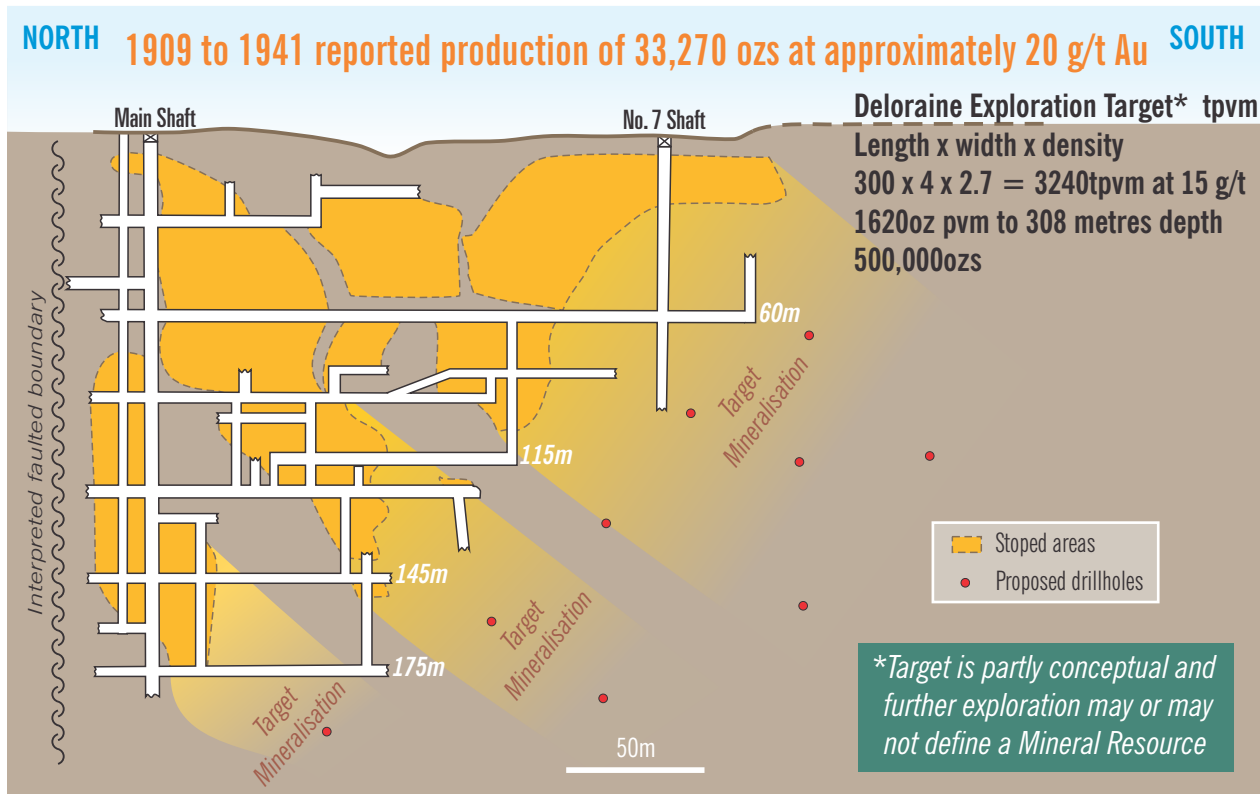 NORTH
1909 to 1941 reported production of 33,270 ozs at approximately 20 g/t Au
SOUTH
Main Shaft
No. 7 Shaft
Deloraine Exploration Target* tpvm
Length x width x density
300 x 4 x 2.7 = 3240tpvm at 15 g/t
1620oz pvm to 308 metres depth
500,000ozs
Interpreted faulted boundary
60m
Target
Mineralisation
115m
145m
Target
Mineralisation
175m
Target
Mineralisation
Stoped areas
Proposed drillholes
*Target is partly conceptual and
further exploration may or may
not define a Mineral Resource
50m